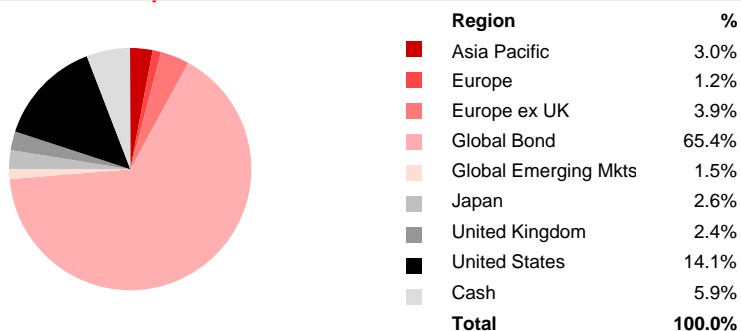 Region %
Asia Pacific 3.0%
Europe 1.2%
Europe ex UK 3.9%
Global Bond 65.4%
Global Emerging Mkts 1.5%
Japan 2.6%
United Kingdom 2.4%
United States 14.1%
Cash 5.9%
Total 100.0%